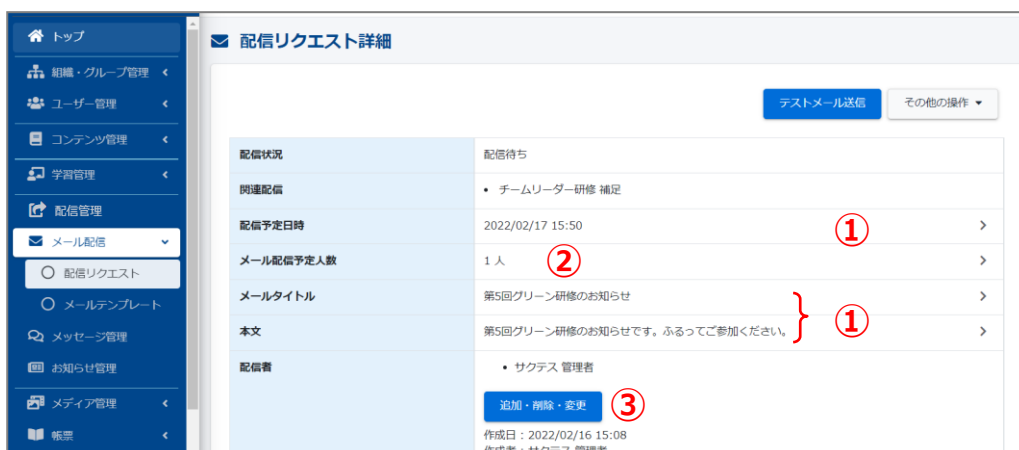 トップ
組織・グループ管理
ユーザー管理
コンテンツ管理
学習管理
配信管理
メール配信
配信リクエスト
メールテンプレート
メッセージ管理
お知らせ管理
メディア管理
帳票
配信リクエスト詳細
テストメール送信 その他の操作
配信状況 配信待ち
関連配信 • チームリーダー研修 補足
配信予定日時 2022/02/17 15:50 ①
メール配信予定人数 1 人 ②
メールタイトル 第5回グリーン研修のお知らせ
①
本文 第5回グリーン研修のお知らせです。ふるってご参加ください。
配信者 • サクテス 管理者
追加・削除・変更 ③
作成日：2022/02/16 15:08
作成者：サクテス 管理者